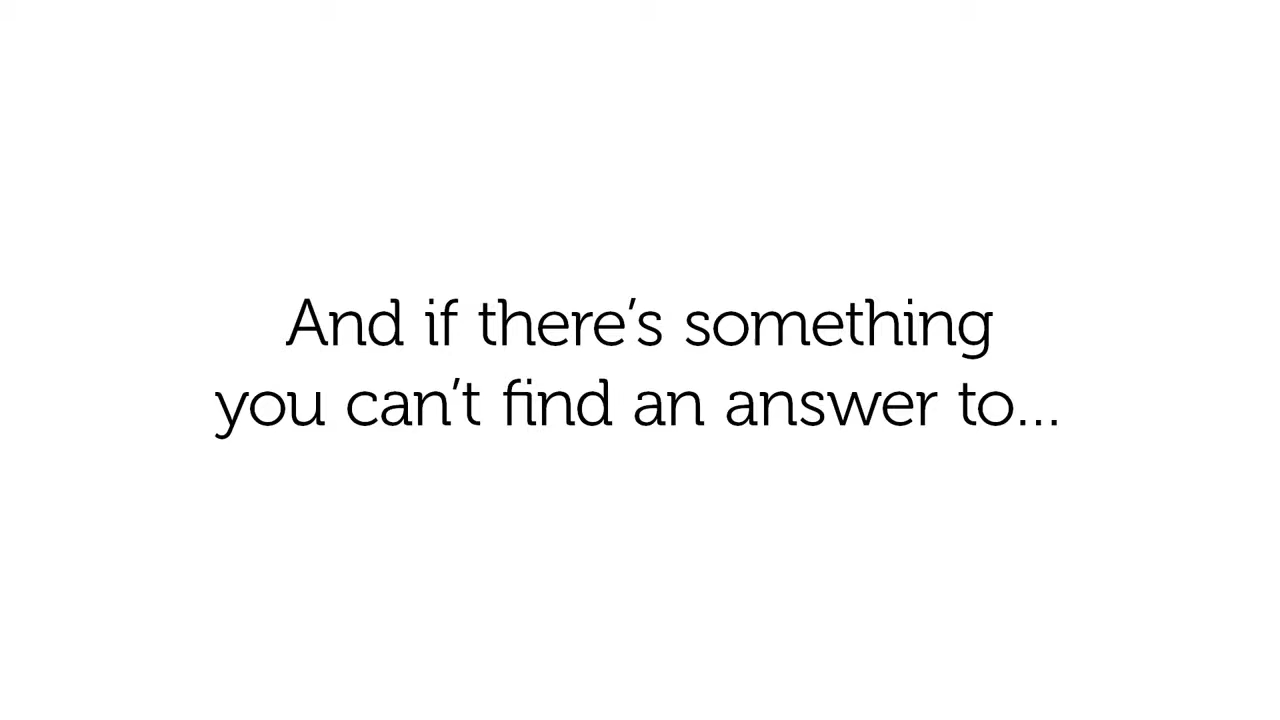 And if there’s something
you can’t find an answer to...